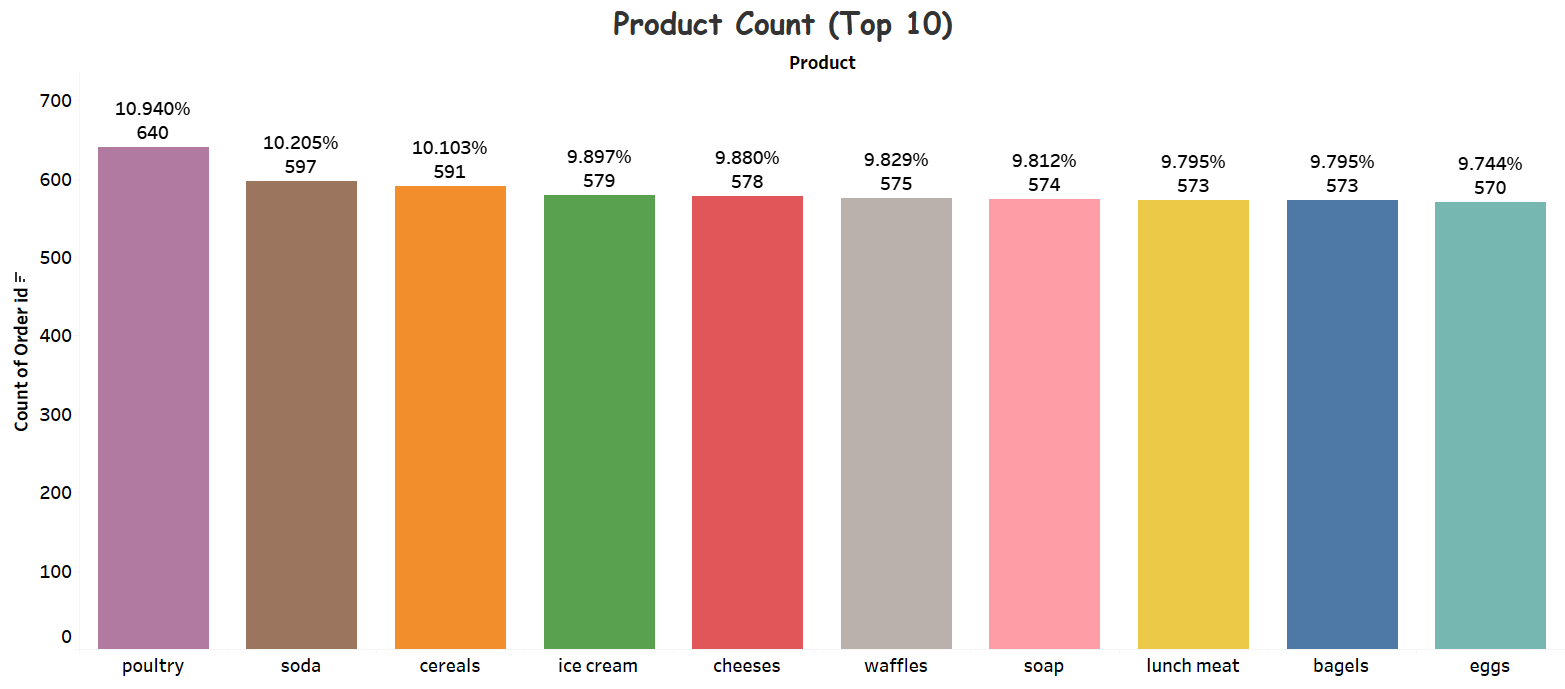 Product Count (Top 10)
Product
Count of Order id
700
600
500
400
300
200
100
0
10.940%
640
10.205%
597
10.103%
591
9.897%
579
9.880%
578
9.829%
575
9.812%
574
9.795%
573
9.795%
573
9.744%
570
poultry
soda
cereals
ice cream
cheeses
waffles
soap
lunch meat
bagels
eggs